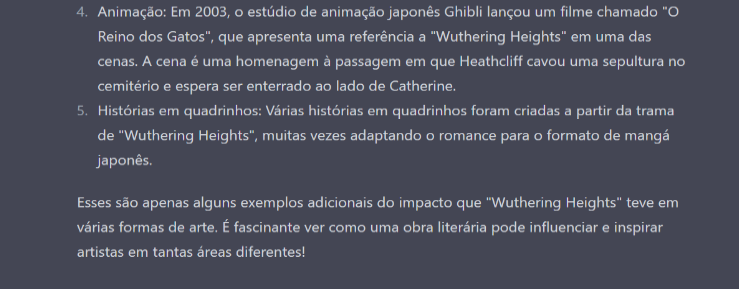 4. Animação: Em 2003, o estúdio de animação japonês Ghibli lançou um filme chamado "O
Reino dos Gatos", que apresenta uma referência a "Wuthering Heights" em uma das
cenas. A cena é uma homenagem à passagem em que Heathcliff cavou uma sepultura no
cemitério e espera ser enterrado ao lado de Catherine.
5. Histórias em quadrinhos: Várias histórias em quadrinhos foram criadas a partir da trama
de "Wuthering Heights", muitas vezes adaptando o romance para o formato de mangá
japonês.
Esses são apenas alguns exemplos adicionais do impacto que "Wuthering Heights" teve em
várias formas de arte. É fascinante ver como uma obra literária pode influenciar e inspirar
artistas em tantas áreas diferentes!